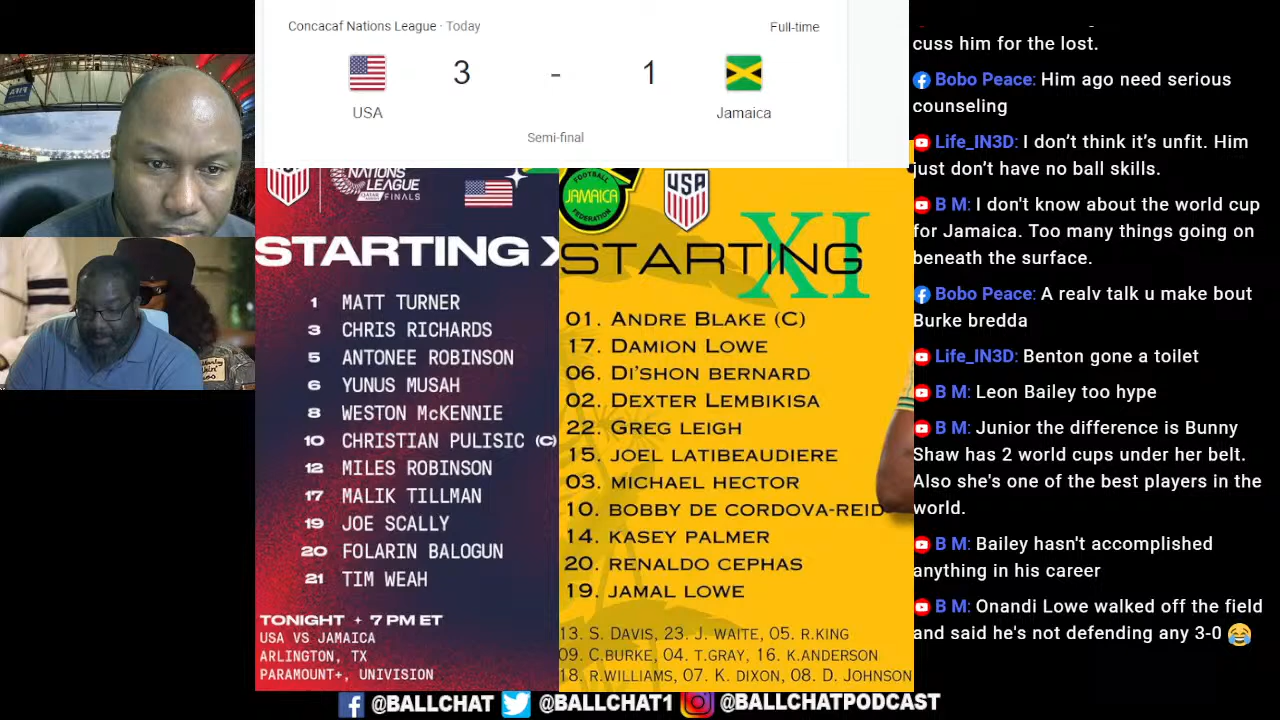 Concacaf Nations League · Today
Full-time
3 - 1
USA
Jamaica
Semi-final
NATIONS
LEAGUE
FINALS
STARTING X
1 MATT TURNER
3 CHRIS RICHARDS
5 ANTONEE ROBINSON
6 YUNUS MUSAH
8 WESTON McKENNIE
10 CHRISTIAN PULISIC (C)
12 MILES ROBINSON
17 MALIK TILLMAN
19 JOE SCALLY
20 FOLARIN BALOGUN
21 TIM WEAH
TONIGHT + 7 PM ET
USA VS JAMAICA
ARLINGTON, TX
PARAMOUNT+, UNIVISION
FOOTBALL
JAMAICA
FEDERATION
USA
STARTING
XI
01. ANDRE BLAKE (C)
17. DAMION LOWE
06. DI'SHON BERNARD
02. DEXTER LEMBIKISA
22. GREG LEIGH
15. JOEL LATIBEAUDIERE
03. MICHAEL HECTOR
10. BOBBY DE CORDOVA-REID
14. KASEY PALMER
20. RENALDO CEPHAS
19. JAMAL LOWE
13. S. DAVIS, 23. J. WAITE, 05. R.KING
09. C.BURKE, 04. T.GRAY, 16. K.ANDERSON
18. R.WILLIAMS, 07. K. DIXON, 08. D. JOHNSON
cuss him for the lost.
Bobo Peace: Him ago need serious
counseling
Life_IN3D: I don’t think it’s unfit. Him
just don’t have no ball skills.
B M: I don't know about the world cup
for Jamaica. Too many things going on
beneath the surface.
Bobo Peace: A realv talk u make bout
Burke bredda
Life_IN3D: Benton gone a toilet
B M: Leon Bailey too hype
B M: Junior the difference is Bunny
Shaw has 2 world cups under her belt.
Also she's one of the best players in the
world.
B M: Bailey hasn't accomplished
anything in his career
B M: Onandi Lowe walked off the field
and said he's not defending any 3-0 😂
@BALLCHAT @BALLCHAT1 @BALLCHATPODCAST